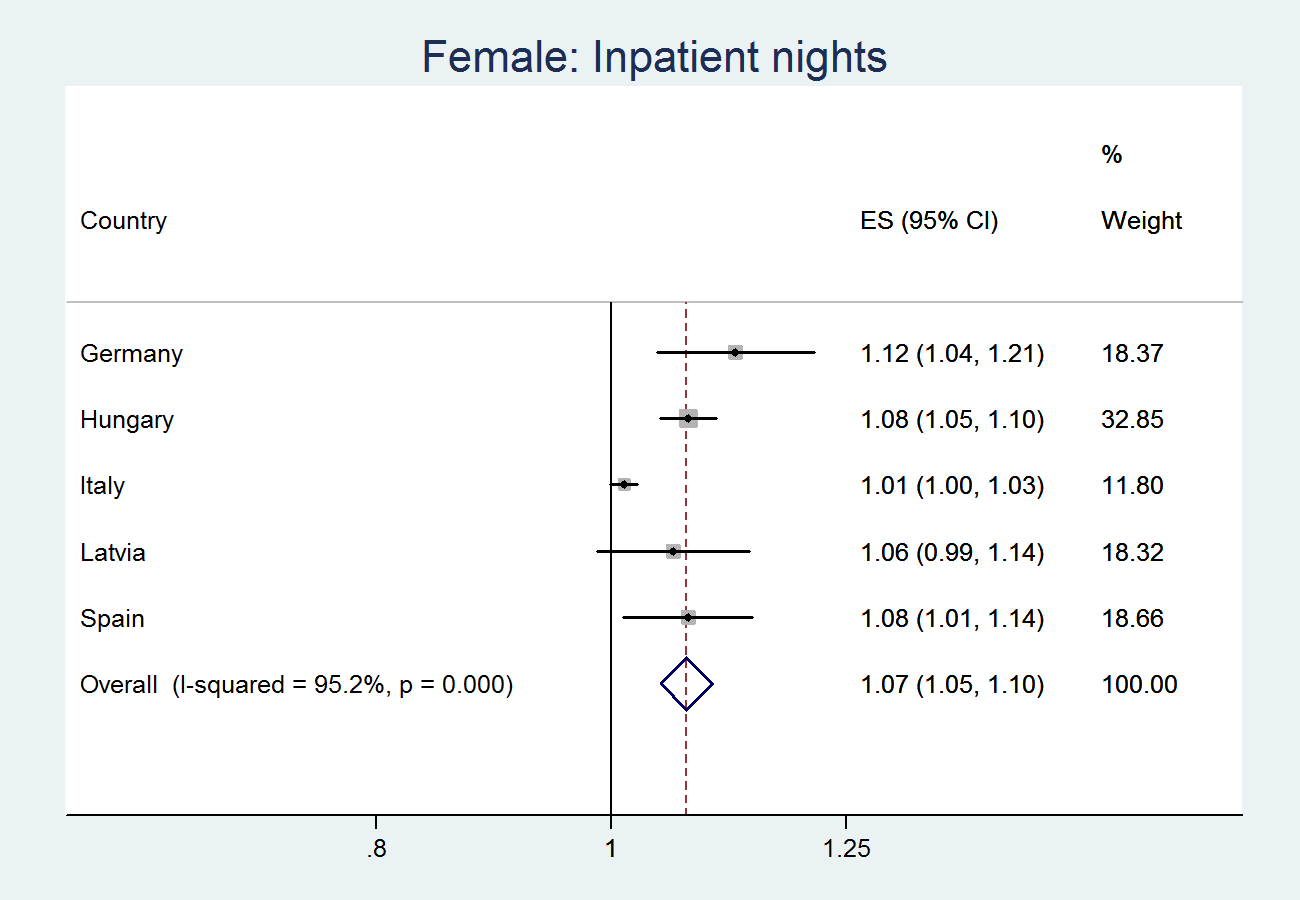 Female: Inpatient nights
%
Country ES (95% CI) Weight
Germany 1.12 (1.04, 1.21) 18.37
Hungary 1.08 (1.05, 1.10) 32.85
Italy 1.01 (1.00, 1.03) 11.80
Latvia 1.06 (0.99, 1.14) 18.32
Spain 1.08 (1.01, 1.14) 18.66
Overall (I-squared = 95.2%, p = 0.000) 1.07 (1.05, 1.10) 100.00
.8 1 1.25